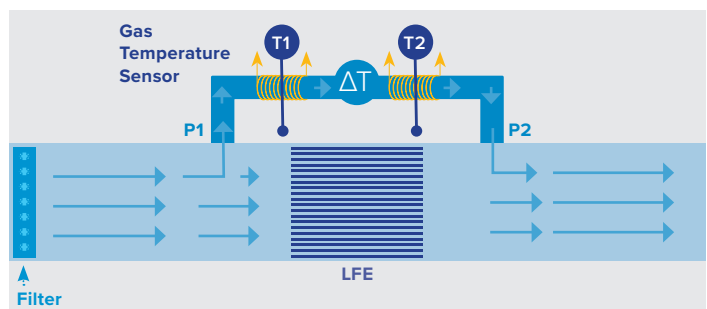 Gas
Temperature
Sensor
T1
T2
ΔT
P1
P2
LFE
Filter